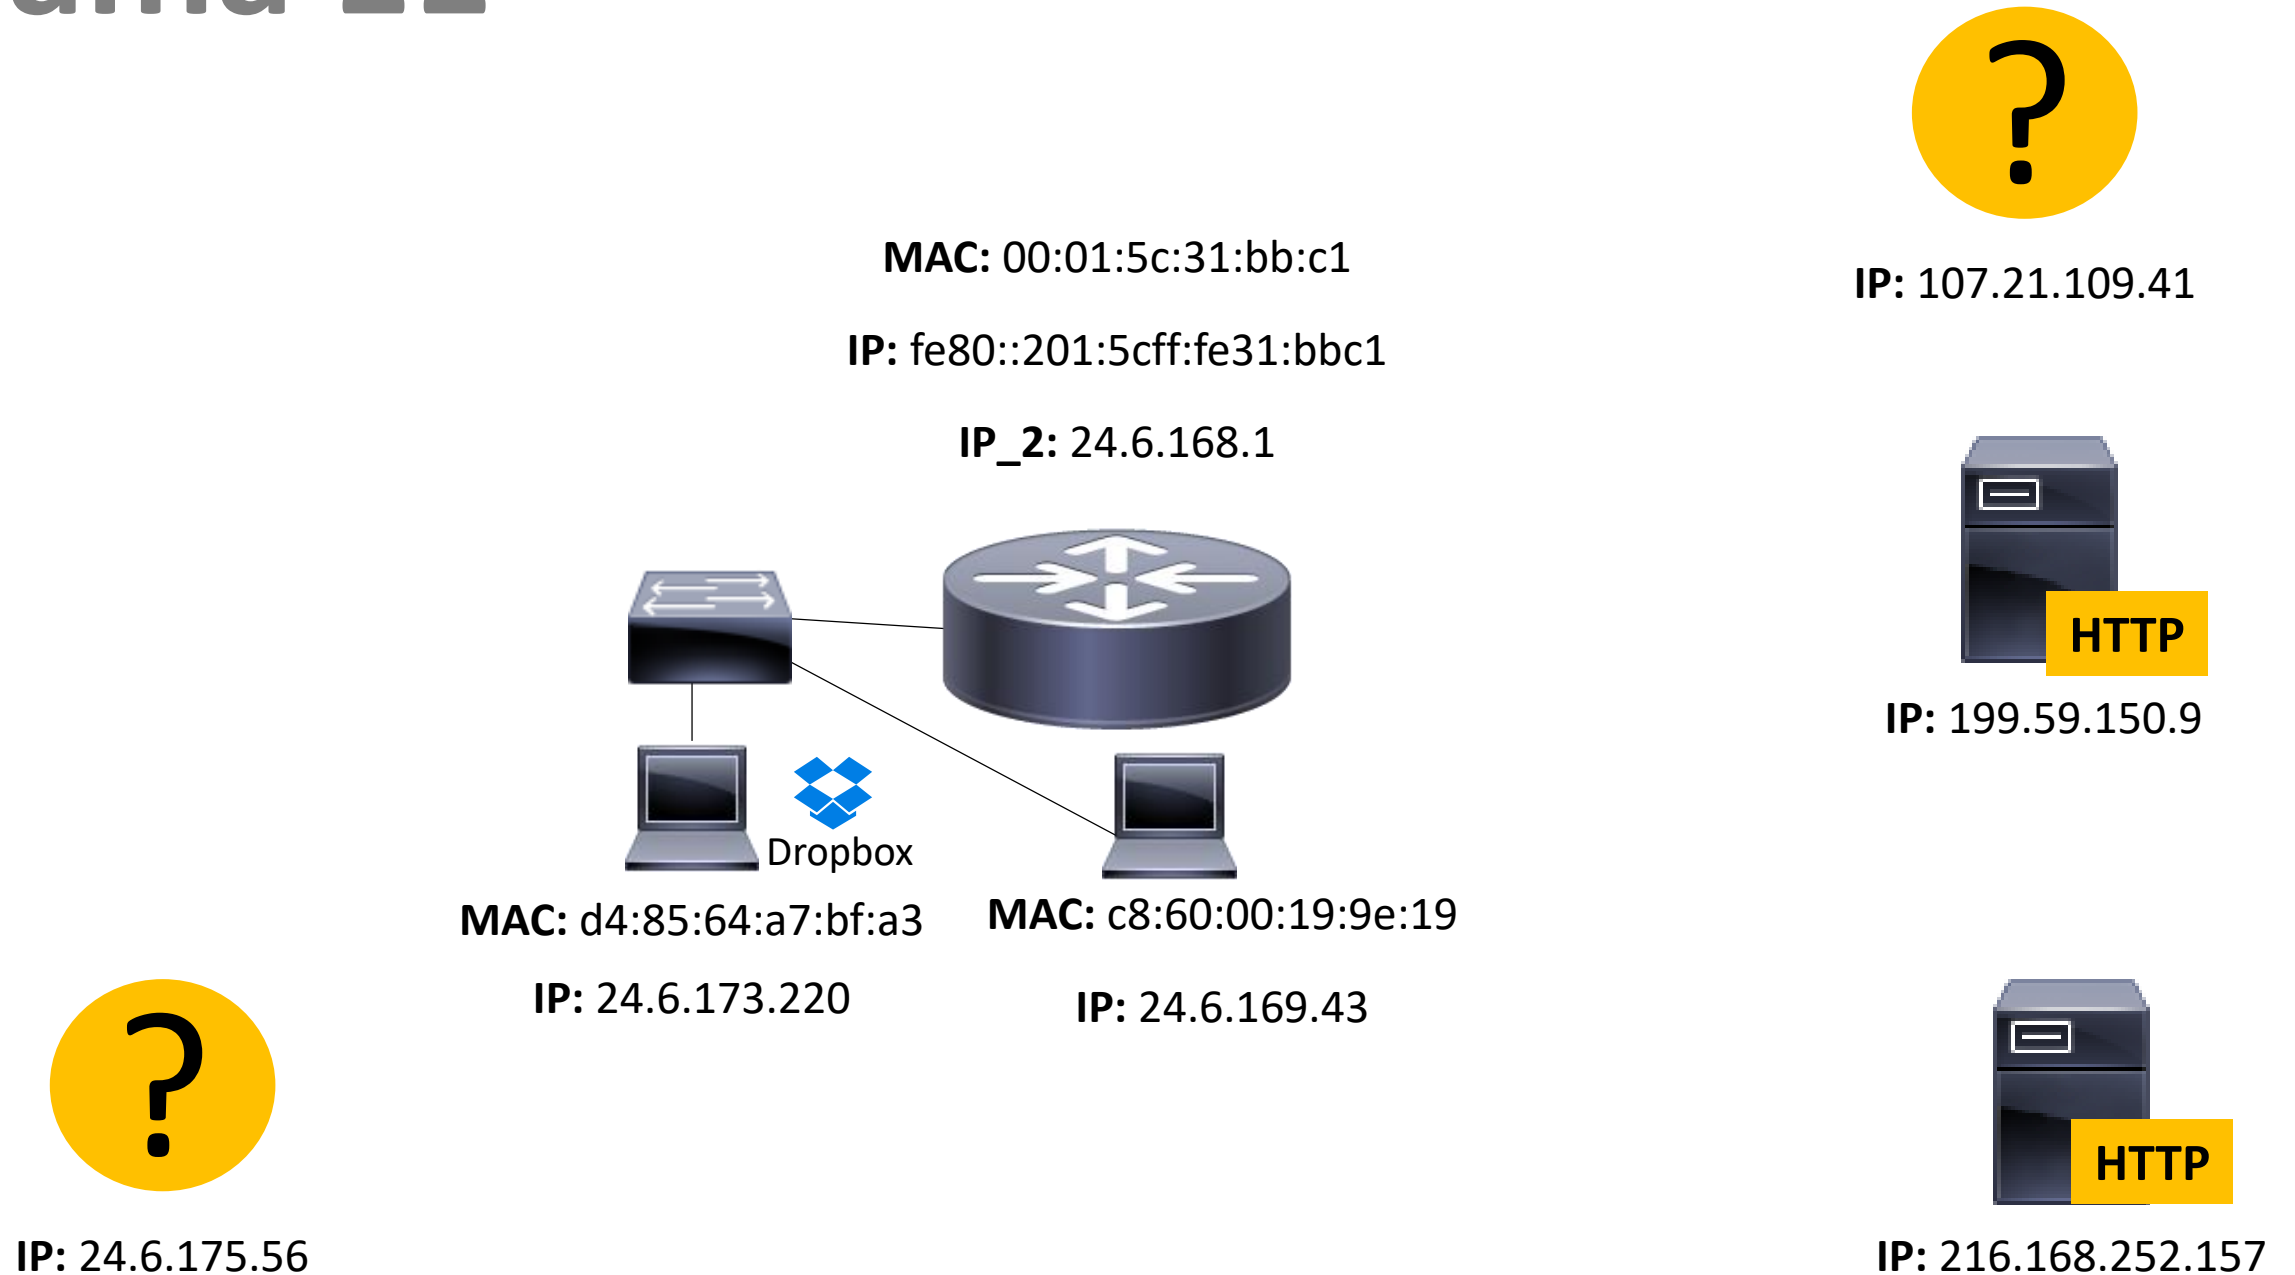 ?
MAC: 00:01:5c:31:bb:c1
IP: 107.21.109.41
IP: fe80::201:5cff:fe31:bbc1
IP_2: 24.6.168.1
HTTP
IP: 199.59.150.9
Dropbox
MAC: d4:85:64:a7:bf:a3
MAC: c8:60:00:19:9e:19
IP: 24.6.173.220
IP: 24.6.169.43
?
HTTP
IP: 24.6.175.56
IP: 216.168.252.157